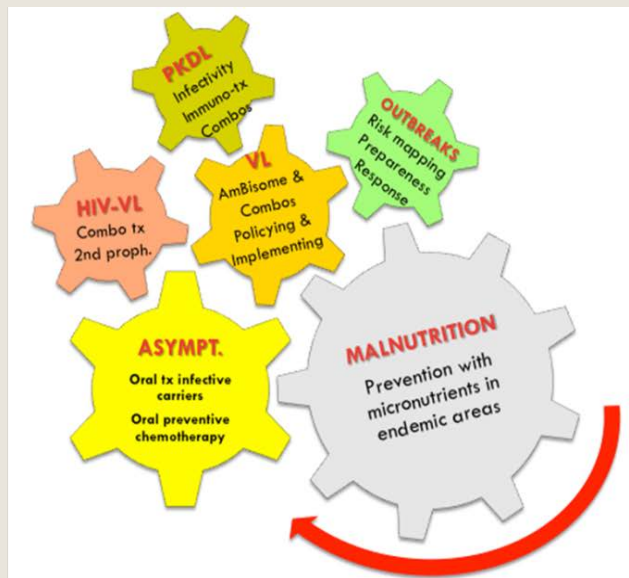 PKDL
Infectivity
Immuno-tx
Combos
OUTBREAKS
Risk mapping
Prepareness
Response
HIV-VL
Combo tx
2nd proph.
VL
AmBisome &
Combos
Policying &
Implementing
ASYMPT.
Oral tx infective
carriers
Oral preventive
chemotherapy
MALNUTRITION
Prevention with
micronutrients in
endemic areas